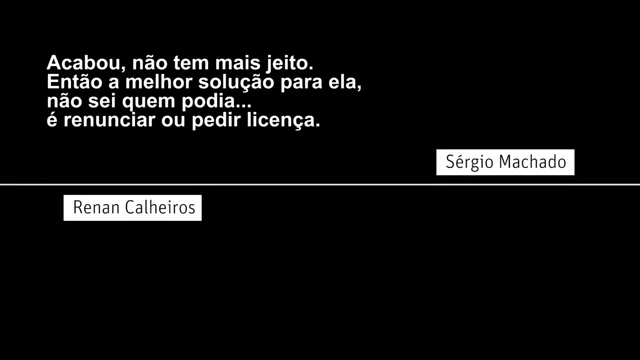 Acabou, não tem mais jeito.
Então a melhor solução para ela,
não sei quem podia...
é renunciar ou pedir licença.
Sérgio Machado
Renan Calheiros